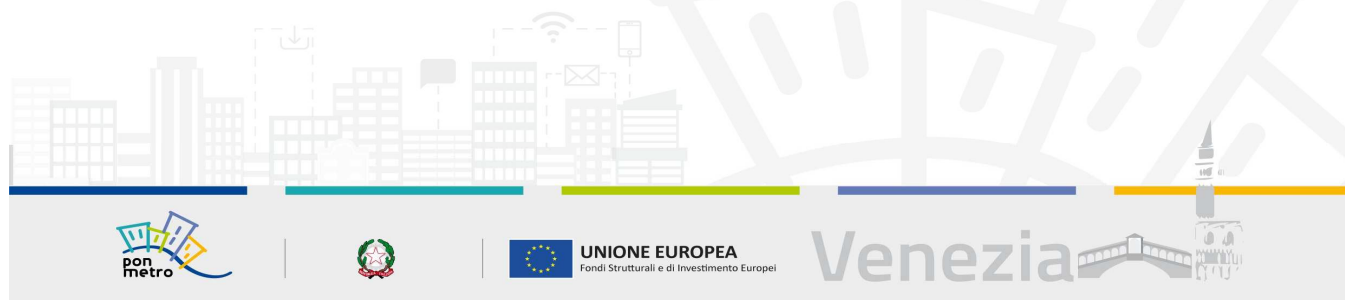 pon
metro
UNIONE EUROPEA
Fondi Strutturali e di Investimento Europei
Venezia